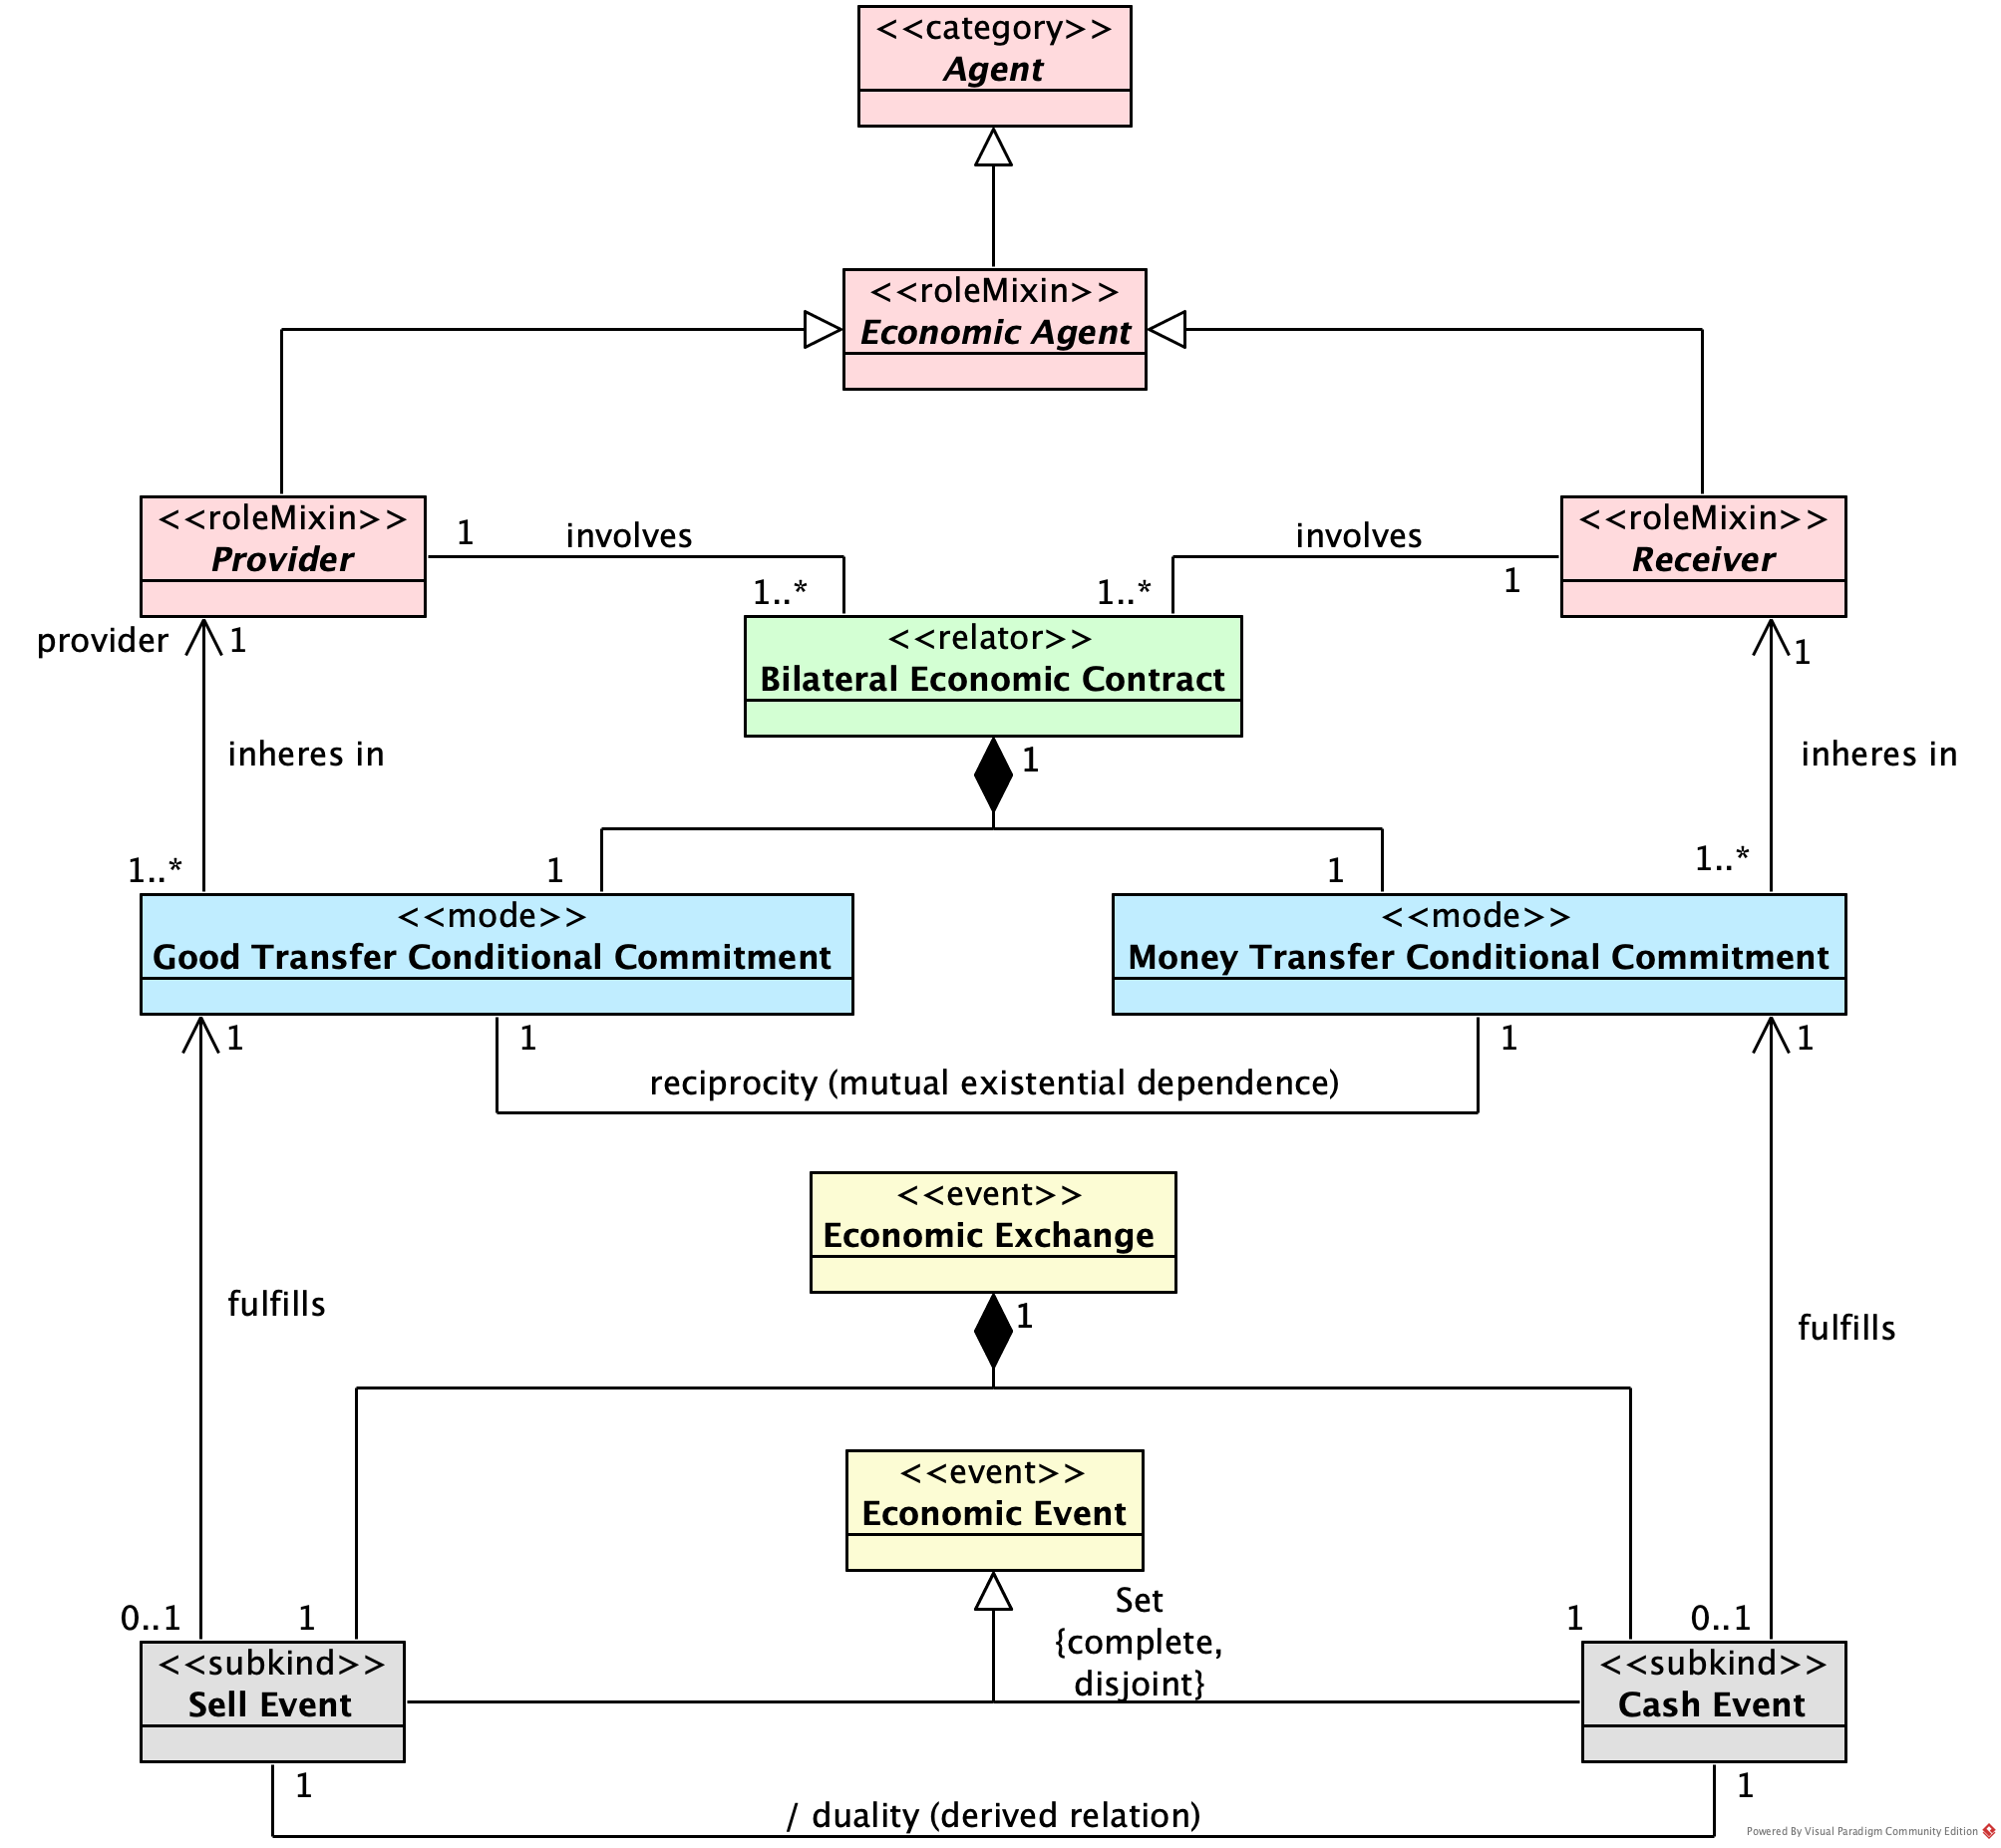 <<category>>
Agent
<<roleMixin>>
Economic Agent
<<roleMixin>>
Provider
1
involves
1..*
involves
1..*
1
<<roleMixin>>
Receiver
provider
1
<<relator>>
Bilateral Economic Contract
1
1
inheres in
inheres in
1..*
1
1
1..*
<<mode>>
Good Transfer Conditional Commitment
<<mode>>
Money Transfer Conditional Commitment
1
1
1
1
reciprocity (mutual existential dependence)
<<event>>
Economic Exchange
1
fulfills
fulfills
<<event>>
Economic Event
Set
{complete,
disjoint}
0..1
1
1
0..1
<<subkind>>
Sell Event
<<subkind>>
Cash Event
1
1
/ duality (derived relation)
Powered By Visual Paradigm Community Edition